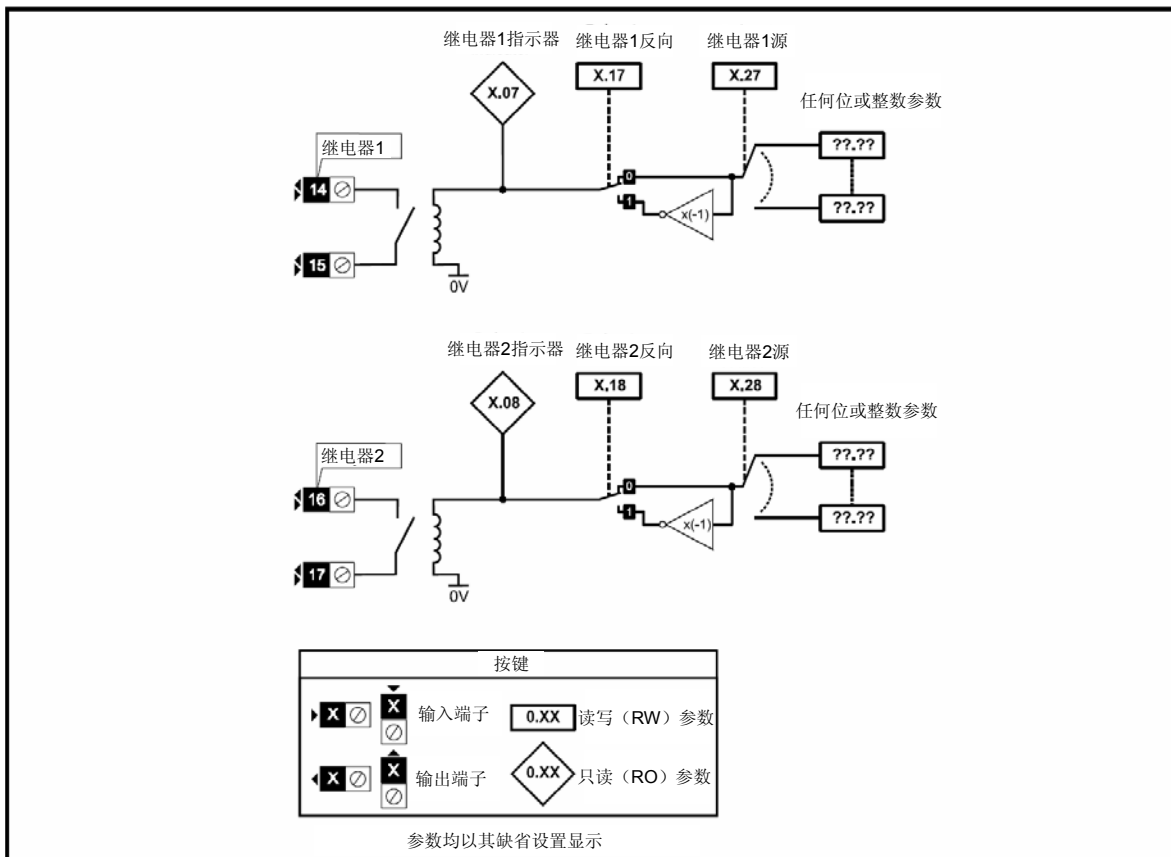 继电器1指示器 继电器1反向 继电器1源
X.07 X.17 X.27
任何位或整数参数
继电器1
??.??
14
0
1
x(-1)
??.??
15
0V
继电器2指示器 继电器2反向 继电器2源
X.08 X.18 X.28
任何位或整数参数
继电器2
??.??
16
0
1
x(-1)
??.??
17
0V
按键
X X 输入端子 0.XX 读写（RW）参数
X X 输出端子 0.XX 只读（RO）参数
参数均以其缺省设置显示